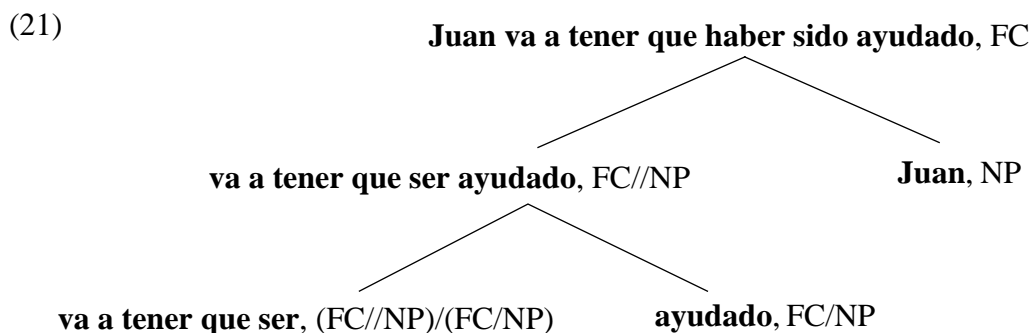 (21)
Juan va a tener que haber sido ayudado, FC
va a tener que ser ayudado, FC//NP
Juan, NP
va a tener que ser, (FC//NP)/(FC/NP)
ayudado, FC/NP